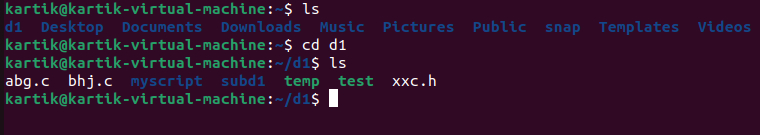 kartik@kartik-virtual-machine:~$ ls
d1  Desktop  Documents  Downloads  Music  Pictures  Public  snap  Templates  Videos
kartik@kartik-virtual-machine:~$ cd d1
kartik@kartik-virtual-machine:~/d1$ ls
abg.c  bhj.c  myscript  subd1  temp  test  xxc.h
kartik@kartik-virtual-machine:~/d1$